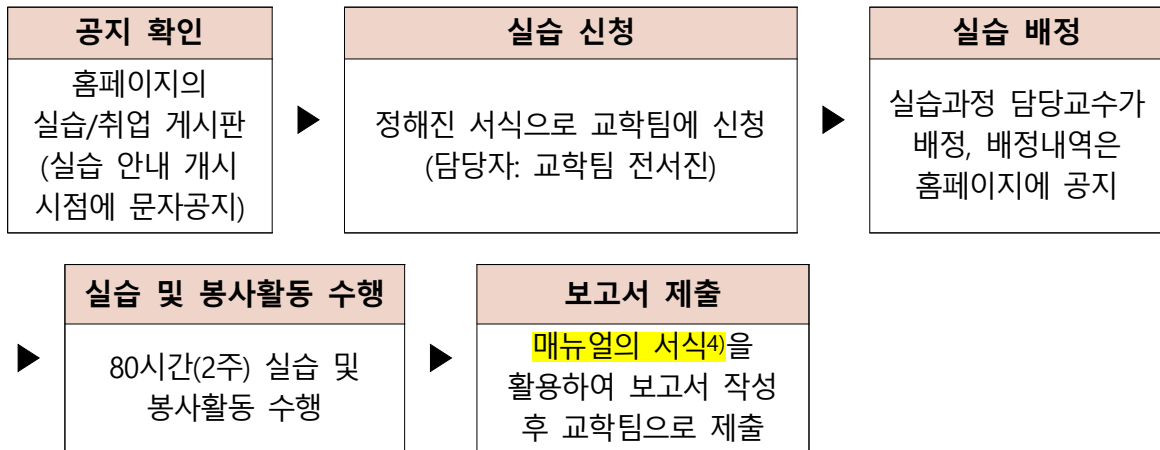 공지 확인
홈페이지의
실습/취업 게시판
(실습 안내 개시
시점에 문자공지)
▶
실습 신청
정해진 서식으로 교학팀에 신청
(담당자: 교학팀 전서진)
▶
실습 배정
실습과정 담당교수가
배정, 배정내역은
홈페이지에 공지
▶
실습 및 봉사활동 수행
80시간(2주) 실습 및
봉사활동 수행
▶
보고서 제출
매뉴얼의 서식4)을
활용하여 보고서 작성
후 교학팀으로 제출